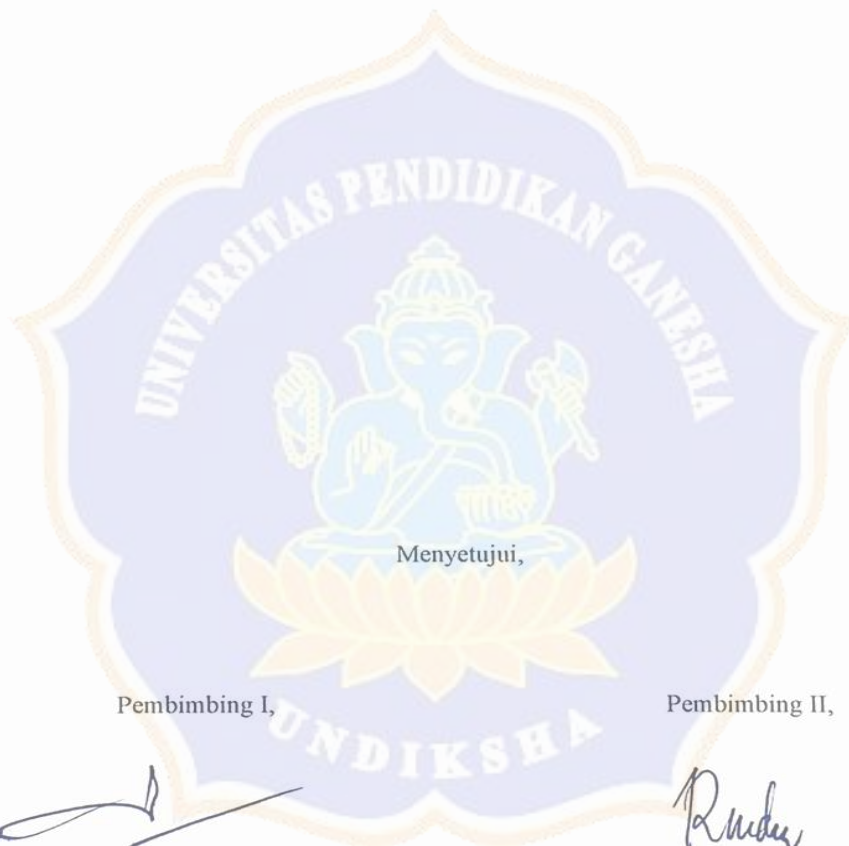 UNIVERSITAS PENDIDIKAN GANESHA
Menyetujui,
Pembimbing I,
Pembimbing II,
UNDIKSHA